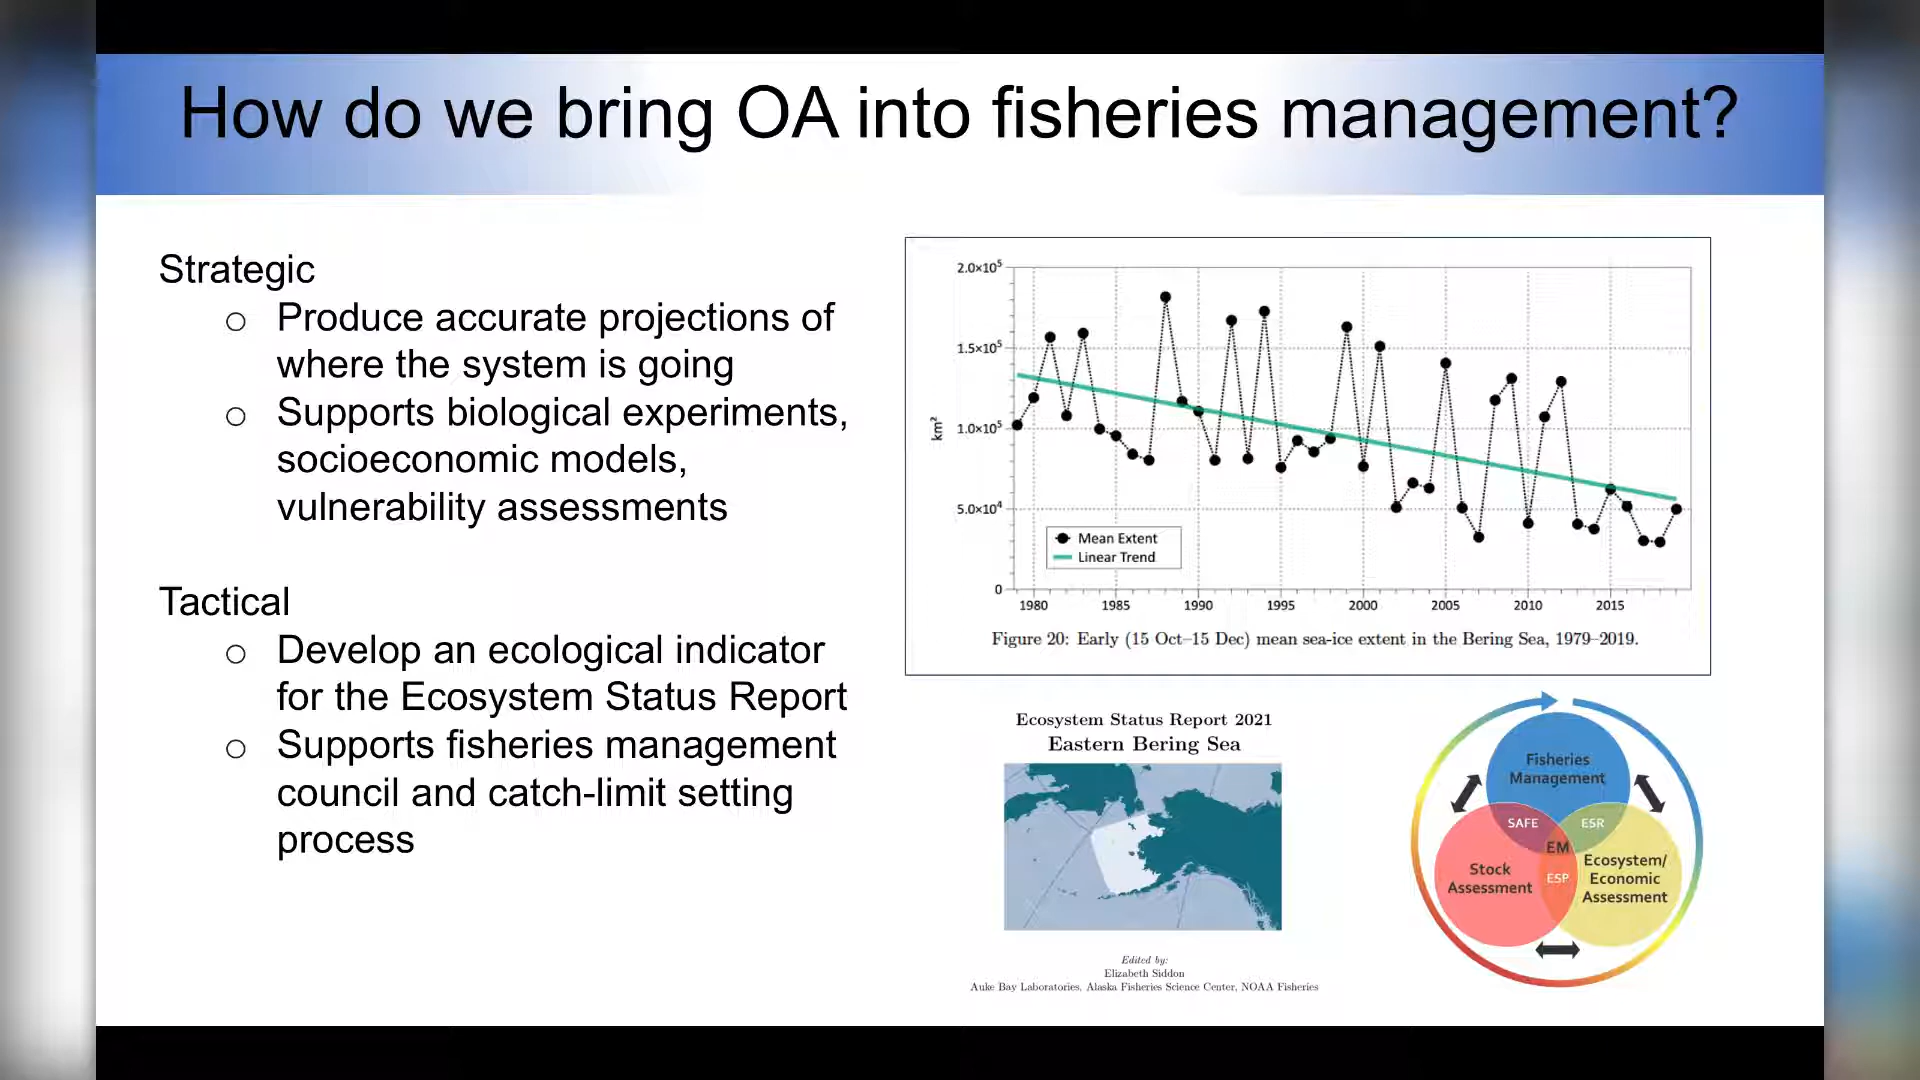 How do we bring OA into fisheries management?
Strategic
○ Produce accurate projections of
where the system is going
○ Supports biological experiments,
socioeconomic models,
vulnerability assessments
Tactical
○ Develop an ecological indicator
for the Ecosystem Status Report
○ Supports fisheries management
council and catch-limit setting
process
2.0×10⁵
1.5×10⁵
1.0×10⁵
5.0×10⁴
0
km²
Mean Extent
Linear Trend
1980 1985 1990 1995 2000 2005 2010 2015
Figure 20: Early (15 Oct–15 Dec) mean sea-ice extent in the Bering Sea, 1979–2019.
Ecosystem Status Report 2021
Eastern Bering Sea
Edited by:
Elizabeth Siddon
Auke Bay Laboratories, Alaska Fisheries Science Center, NOAA Fisheries
Fisheries
Management
SAFE ESR
EM
ESP
Stock
Assessment
Ecosystem/
Economic
Assessment